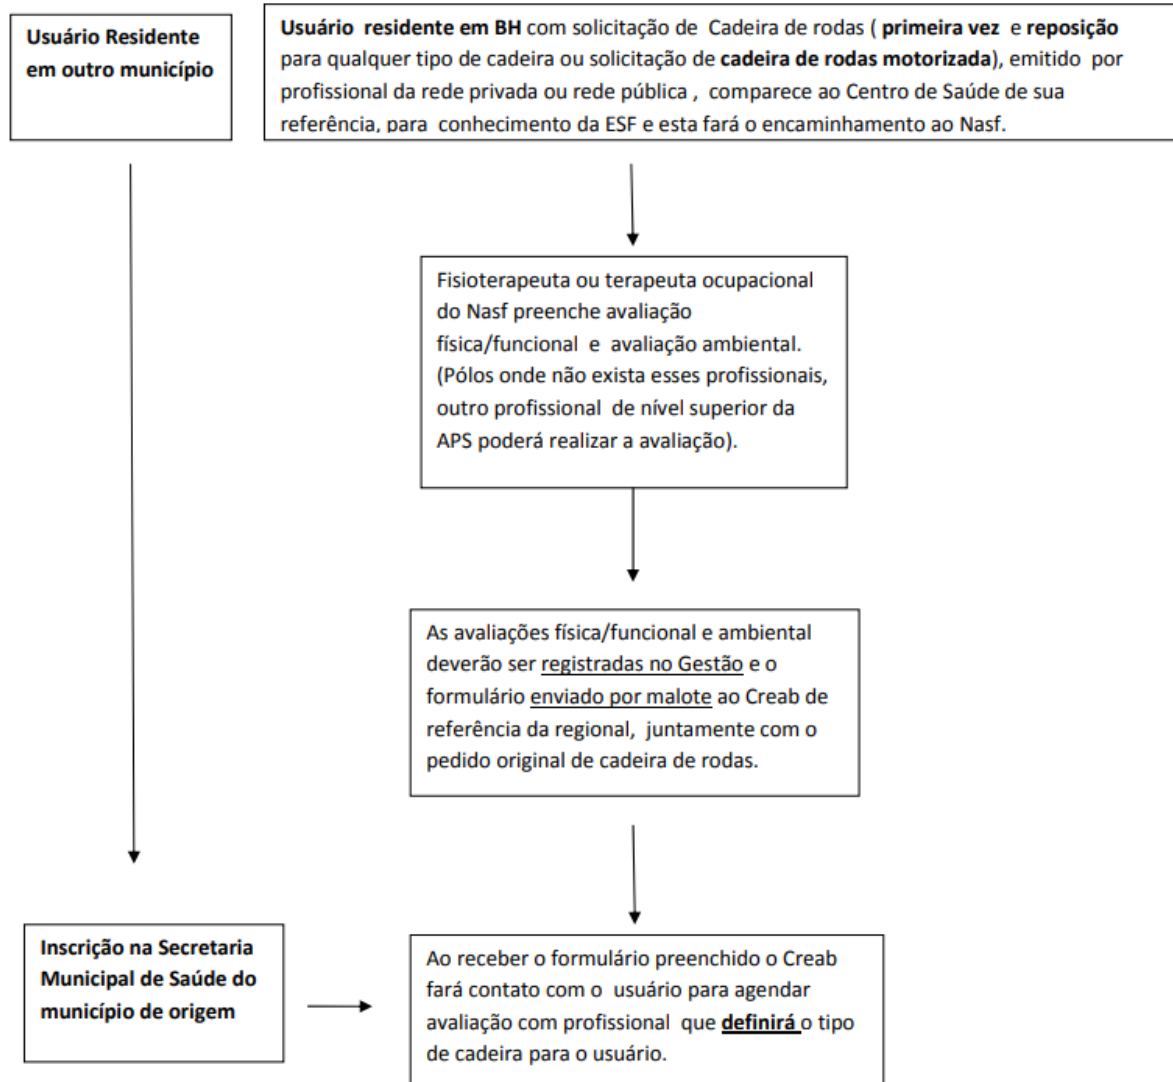 Usuário Residente
em outro município
Usuário residente em BH com solicitação de Cadeira de rodas ( primeira vez e reposição
para qualquer tipo de cadeira ou solicitação de cadeira de rodas motorizada), emitido por
profissional da rede privada ou rede pública , comparece ao Centro de Saúde de sua
referência, para conhecimento da ESF e esta fará o encaminhamento ao Nasf.
Fisioterapeuta ou terapeuta ocupacional
do Nasf preenche avaliação
física/funcional e avaliação ambiental.
(Pólos onde não exista esses profissionais,
outro profissional de nível superior da
APS poderá realizar a avaliação).
As avaliações física/funcional e ambiental
deverão ser registradas no Gestão e o
formulário enviado por malote ao Creab de
referência da regional, juntamente com o
pedido original de cadeira de rodas.
Inscrição na Secretaria
Municipal de Saúde do
município de origem
Ao receber o formulário preenchido o Creab
fará contato com o usuário para agendar
avaliação com profissional que definirá o tipo
de cadeira para o usuário.